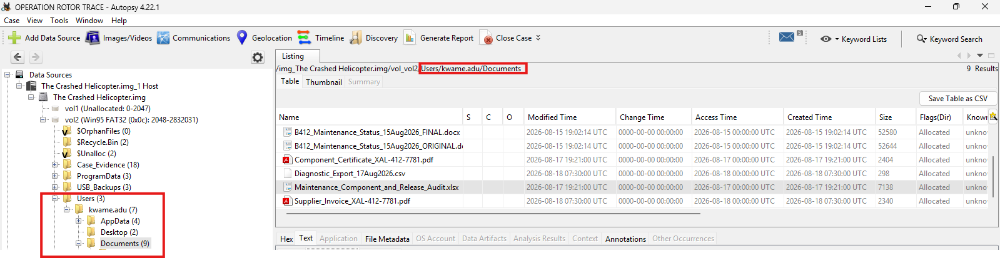 OPERATION ROTOR TRACE - Autopsy 4.22.1
Case View Tools Window Help
Add Data Source Images/Videos Communications Geolocation Timeline Discovery Generate Report Close Case 5 Keyword Lists Keyword Search
Data Sources
The Crashed Helicopter.img_1 Host
The Crashed Helicopter.img
vol1 (Unallocated: 0-2047)
vol2 (Win95 FAT32 (0x0c): 2048-2832031)
$OrphanFiles (0)
$Recycle.Bin (2)
$Unalloc (2)
Case_Evidence (18)
ProgramData (3)
USB_Backups (3)
Users (3)
kwame.adu (7)
AppData (4)
Desktop (2)
Documents (9)
Listing
/img_The Crashed Helicopter.img/vol_vol2/Users/kwame.adu/Documents 9 Results
Table Thumbnail Summary
Save Table as CSV
Name S C O Modified Time Change Time Access Time Created Time Size Flags(Dir) Known
B412_Maintenance_Status_15Aug2026_FINAL.docx 2026-08-15 19:02:14 UTC 0000-00-00 00:00:00 2026-08-15 00:00:00 UTC 2026-08-15 19:02:14 UTC 52580 Allocated unkno
B412_Maintenance_Status_15Aug2026_ORIGINAL.do 2026-08-15 19:02:14 UTC 0000-00-00 00:00:00 2026-08-15 00:00:00 UTC 2026-08-15 19:02:14 UTC 52644 Allocated unkno
Component_Certificate_XAL-412-7781.pdf 2026-08-17 19:21:00 UTC 0000-00-00 00:00:00 2026-08-17 00:00:00 UTC 2026-08-17 19:21:00 UTC 2404 Allocated unkno
Diagnostic_Export_17Aug2026.csv 2026-08-18 07:30:00 UTC 0000-00-00 00:00:00 2026-08-18 00:00:00 UTC 2026-08-18 07:30:00 UTC 298 Allocated unkno
Maintenance_Component_and_Release_Audit.xlsx 2026-08-17 19:21:00 UTC 0000-00-00 00:00:00 2026-08-17 00:00:00 UTC 2026-08-17 19:21:00 UTC 7138 Allocated unkno
Supplier_Invoice_XAL-412-7781.pdf 2026-08-18 07:30:00 UTC 0000-00-00 00:00:00 2026-08-18 00:00:00 UTC 2026-08-18 07:30:00 UTC 2340 Allocated unkno
Hex Text Application File Metadata OS Account Data Artifacts Analysis Results Context Annotations Other Occurrences